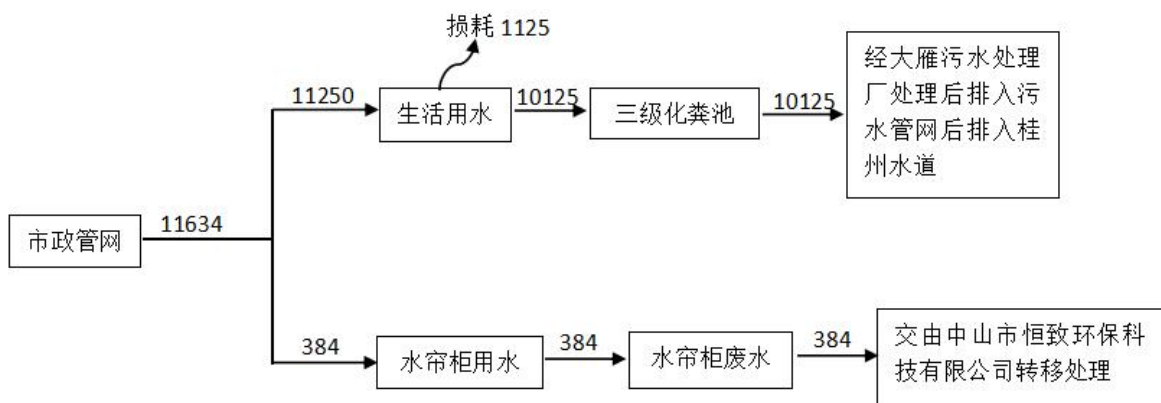 损耗 1125
11250
生活用水
10125
三级化粪池
10125
经大雁污水处理
厂处理后排入污
水管网后排入桂
州水道
市政管网
11634
384
水帘柜用水
384
水帘柜废水
384
交由中山市恒致环保科
技有限公司转移处理